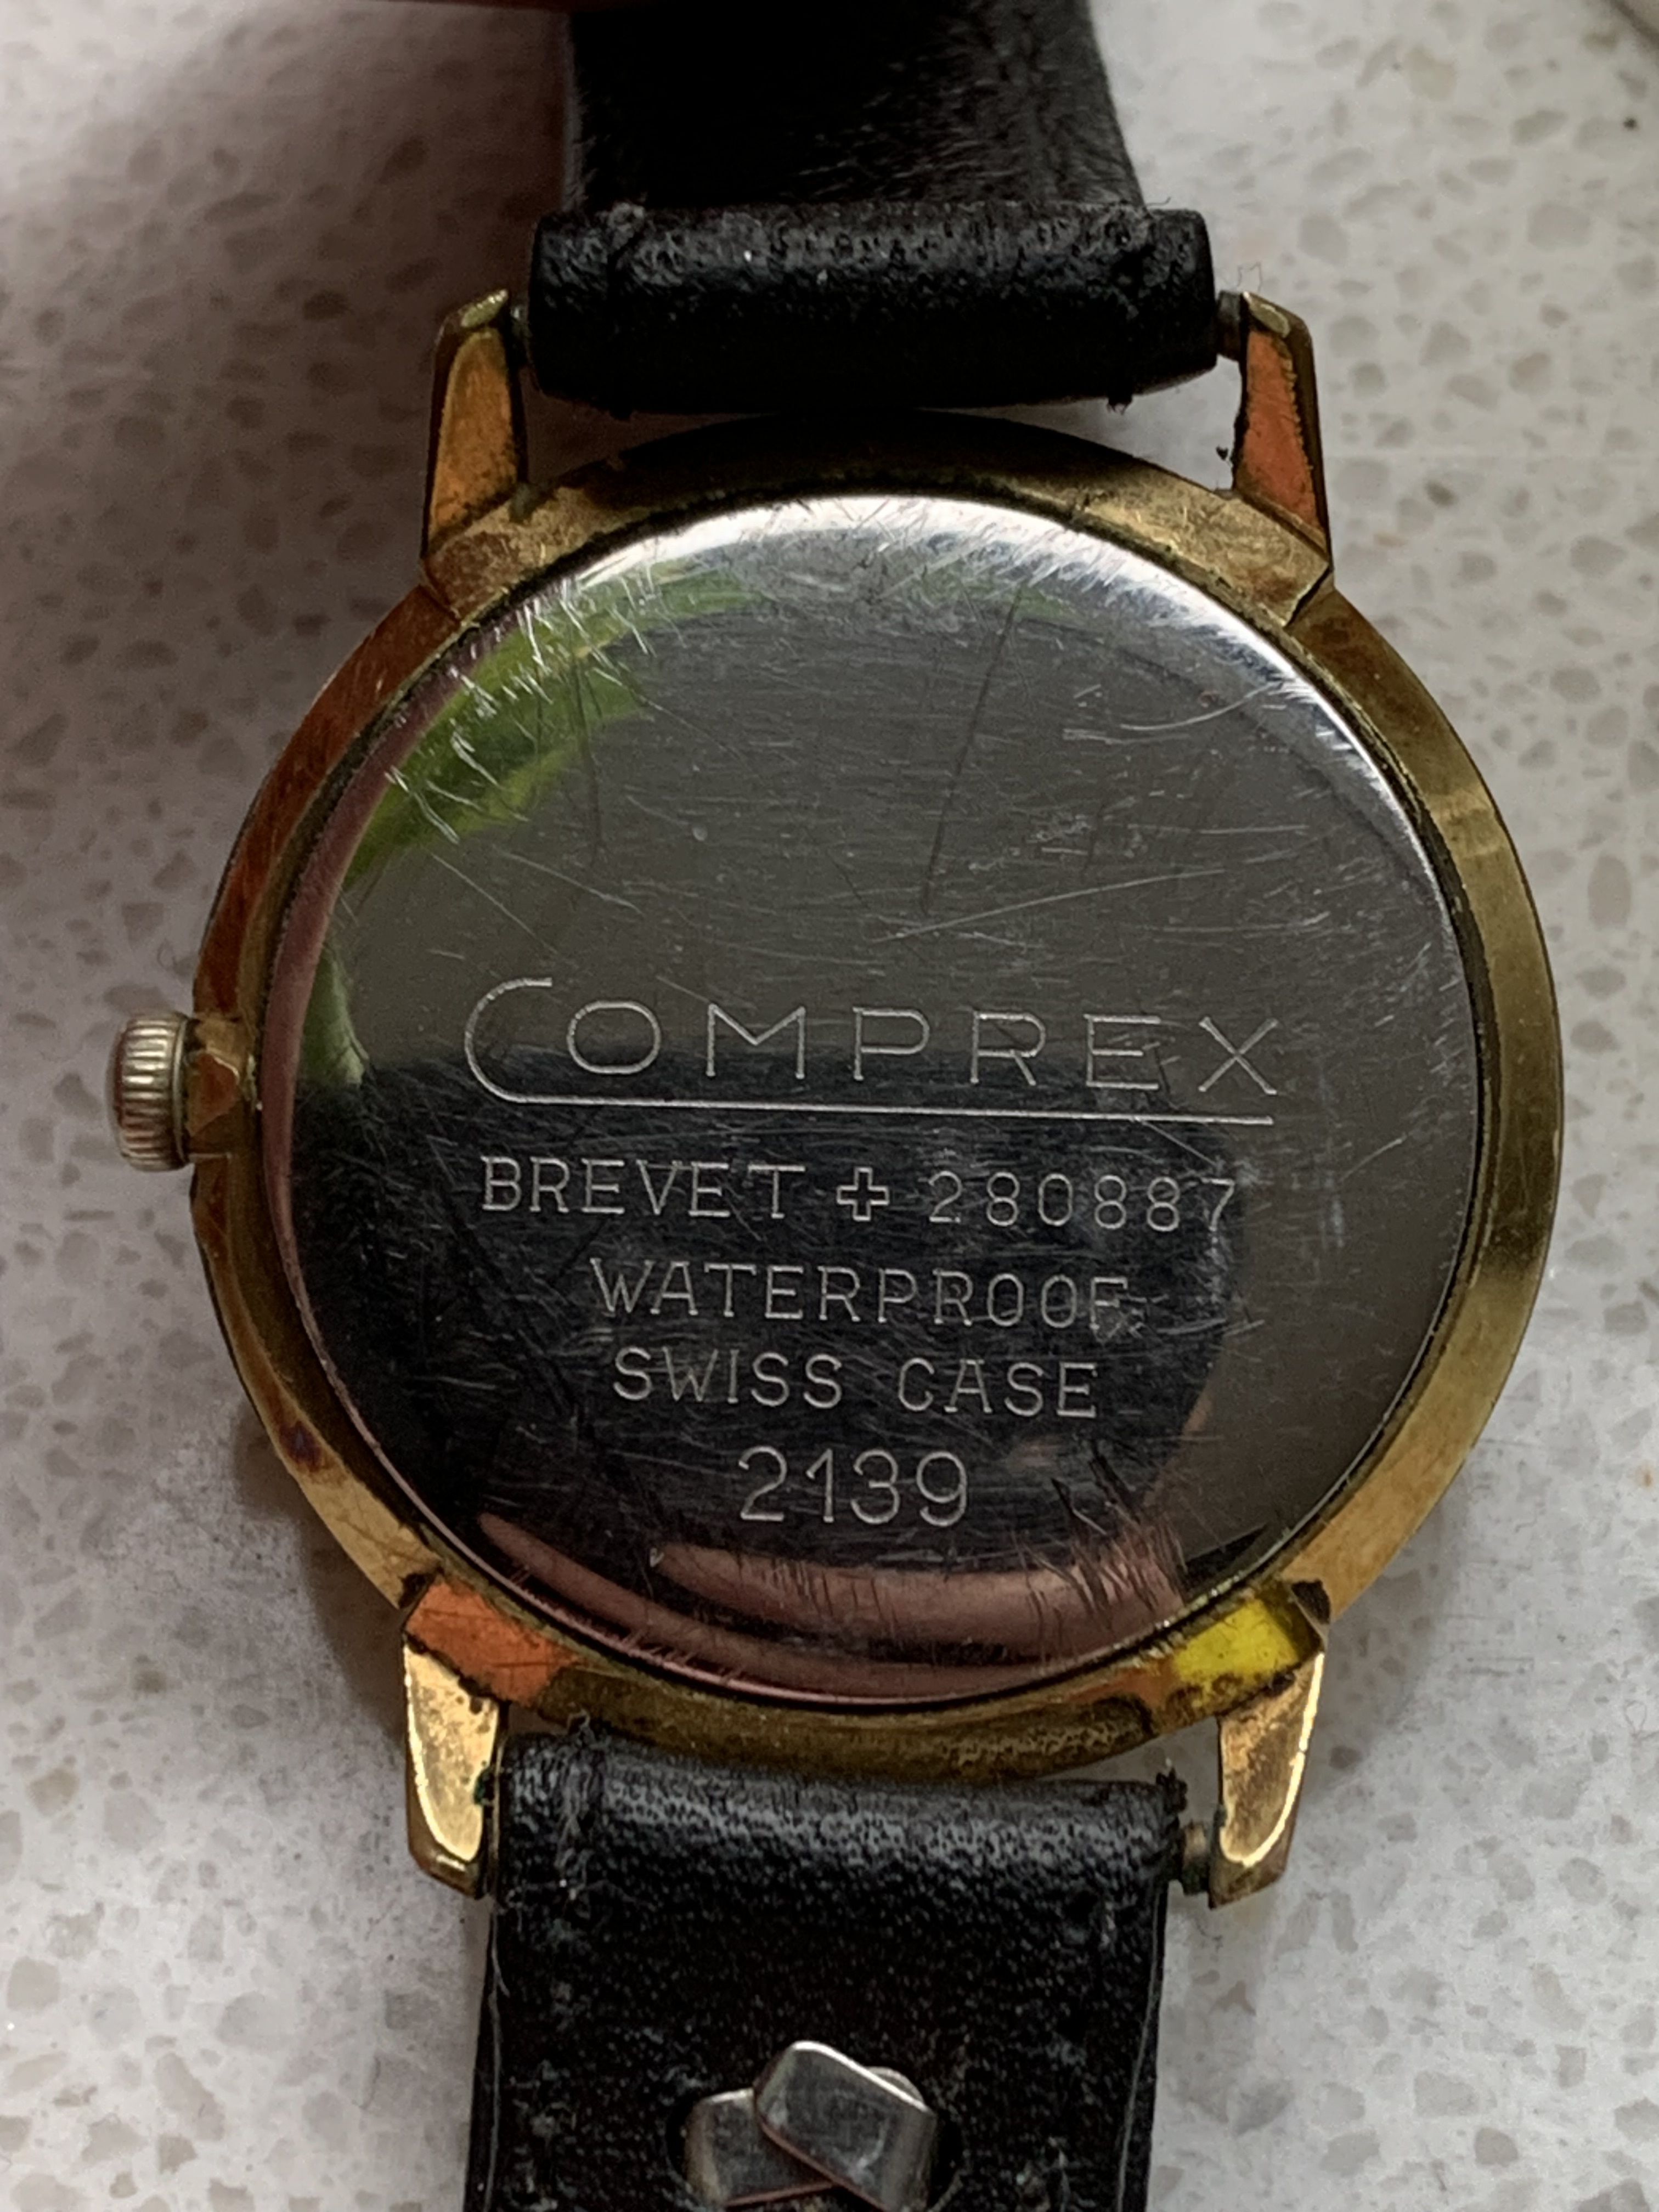 COMPREX
BREVET ✚ 280887
WATERPROOF
SWISS CASE
2139